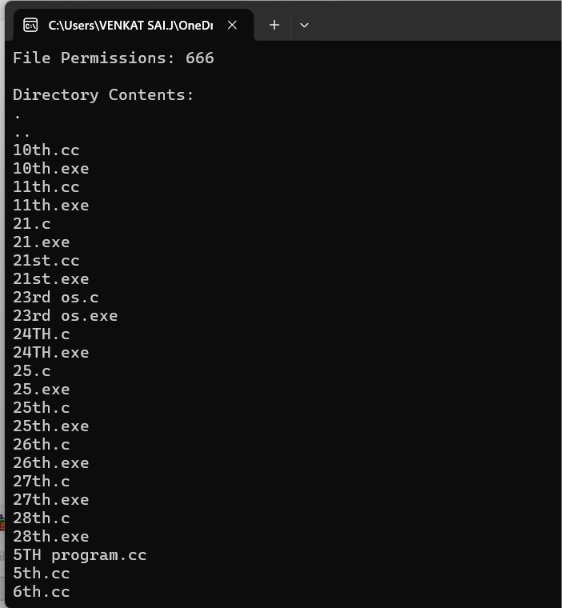 C:\Users\VENKAT SAI.J\OneDr
File Permissions: 666
Directory Contents:
.
..
10th.cc
10th.exe
11th.cc
11th.exe
21.c
21.exe
21st.cc
21st.exe
23rd os.c
23rd os.exe
24TH.c
24TH.exe
25.c
25.exe
25th.c
25th.exe
26th.c
26th.exe
27th.c
27th.exe
28th.c
28th.exe
5TH program.cc
5th.cc
6th.cc